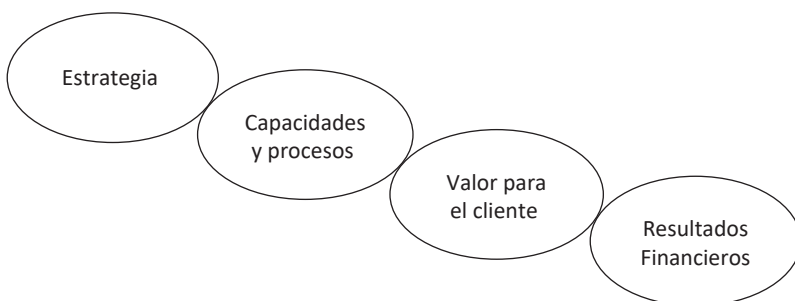 Estrategia
Capacidades
y procesos
Valor para
el cliente
Resultados
Financieros